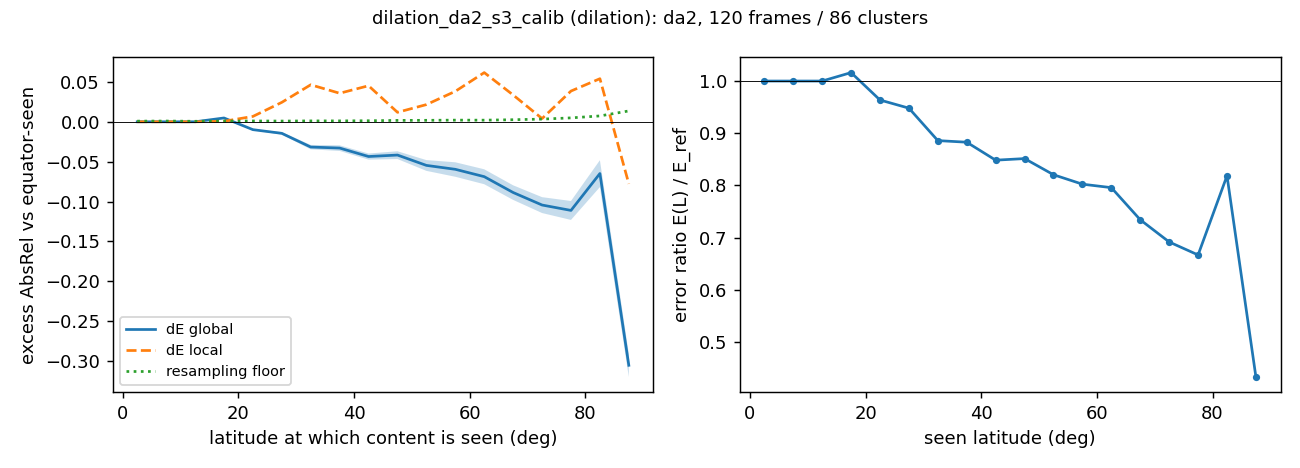 dilation_da2_s3_calib (dilation): da2, 120 frames / 86 clusters
excess AbsRel vs equator-seen
0.05
0.00
−0.05
−0.10
−0.15
−0.20
−0.25
−0.30
dE global
dE local
resampling floor
0 20 40 60 80
latitude at which content is seen (deg)
error ratio E(L) / E_ref
1.0
0.9
0.8
0.7
0.6
0.5
0 20 40 60 80
seen latitude (deg)